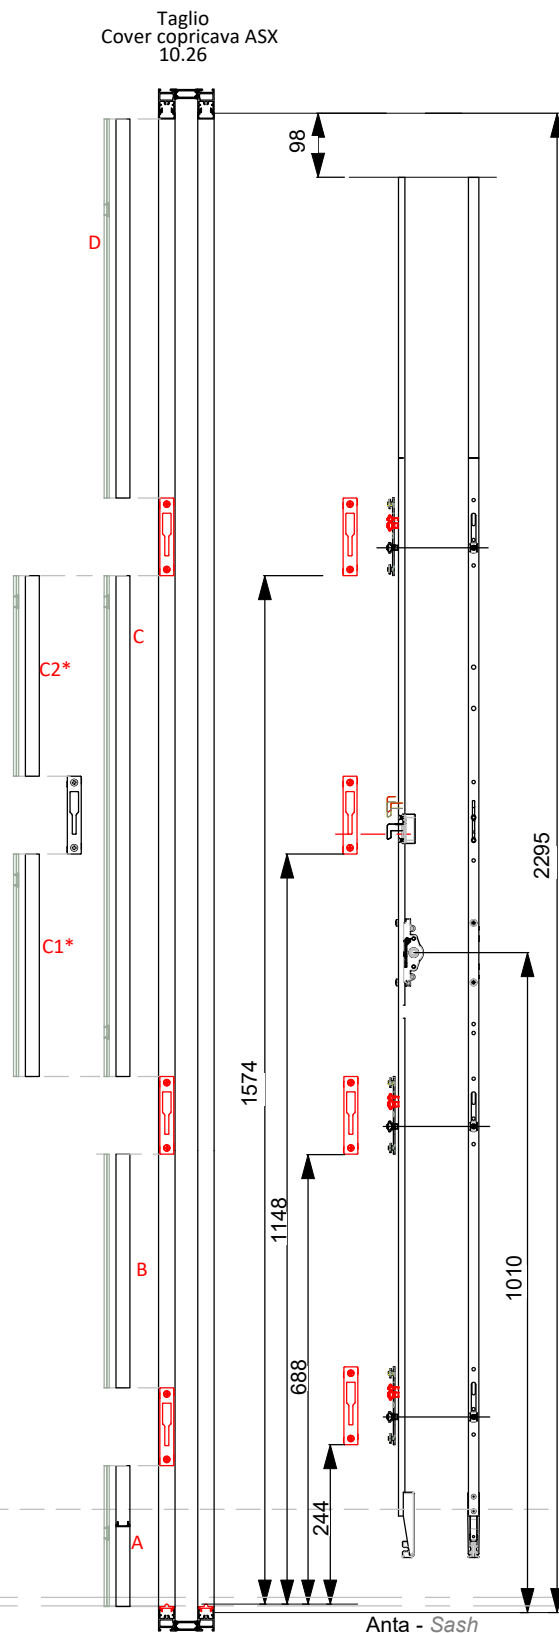 Taglio
Cover copricava ASX
10.26
98
D
C
C2*
2295
C1*
1574
1148
1010
B
688
244
A
Anta - Sash